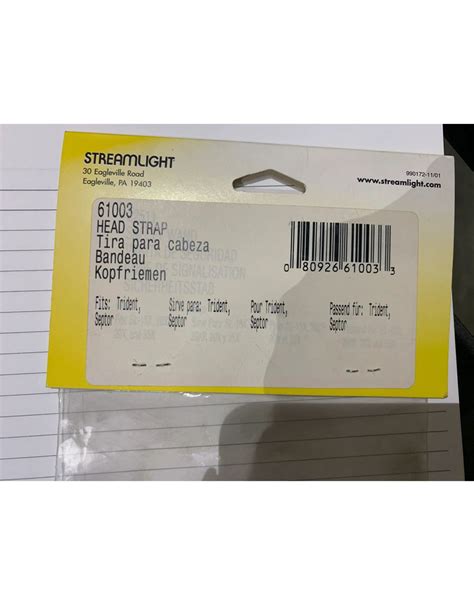 STREAMLIGHT
30 Eagleville Road
Eagleville, PA 19403
990172-11/01
www.streamlight.com
61003
HEAD STRAP
Tira para cabeza
Bandeau
Kopfriemen
0 80926 61003 3
Fits: Trident,
Septor
Sirve para: Trident,
Septor
Pour Trident,
Septor
Passend für: Trident,
Septor